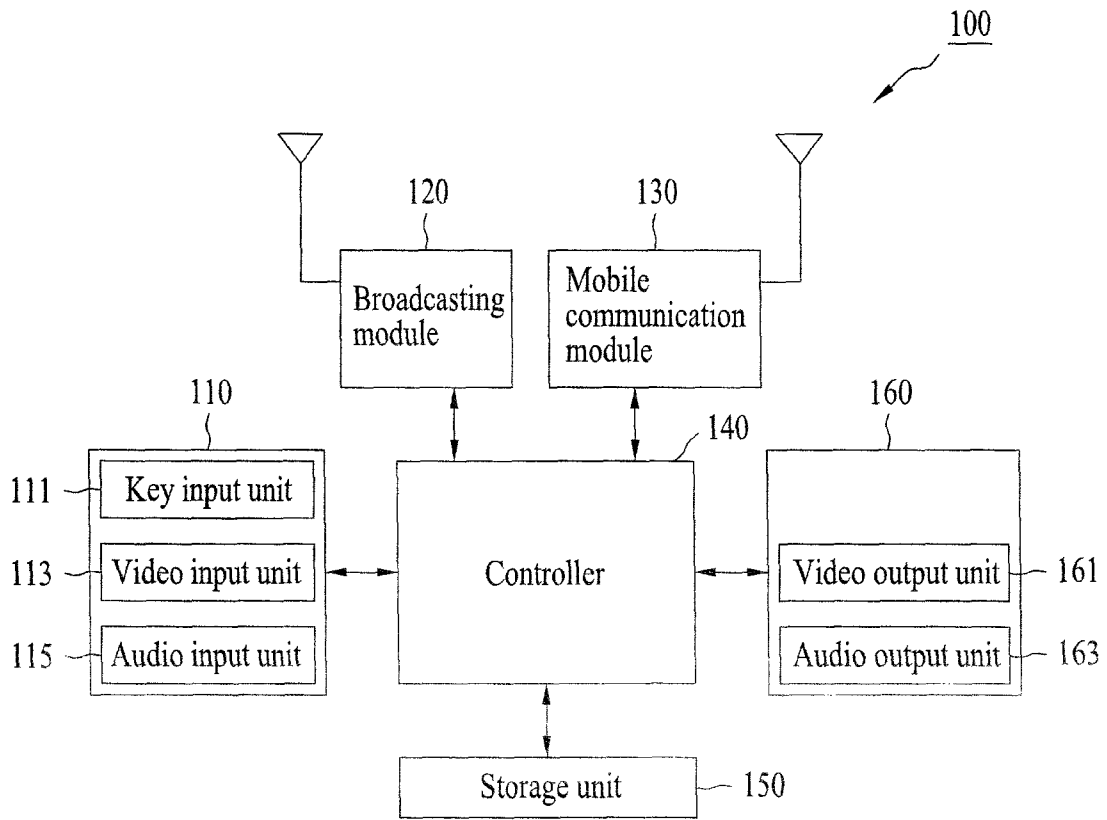 100
120
130
Broadcasting
module
Mobile
communication
module
110
140
160
111
Key input unit
113
Video input unit
Controller
Video output unit
161
115
Audio input unit
Audio output unit
163
Storage unit
150